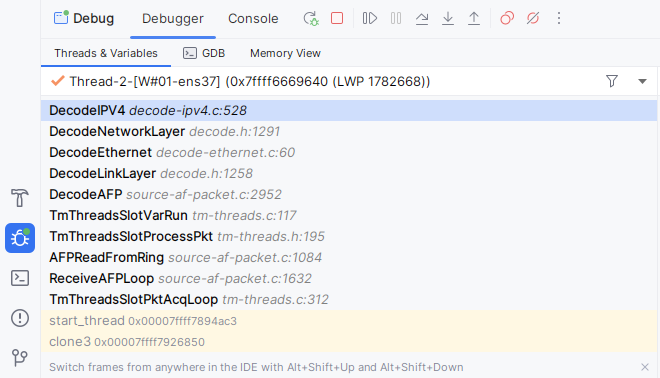 Debug Debugger Console
Threads & Variables GDB Memory View
Thread-2-[W#01-ens37] (0x7ffff6669640 (LWP 1782668))
DecodeIPV4 decode-ipv4.c:528
DecodeNetworkLayer decode.h:1291
DecodeEthernet decode-ethernet.c:60
DecodeLinkLayer decode.h:1258
DecodeAFP source-af-packet.c:2952
TmThreadsSlotVarRun tm-threads.c:117
TmThreadsSlotProcessPkt tm-threads.h:195
AFPReadFromRing source-af-packet.c:1084
ReceiveAFPLoop source-af-packet.c:1632
TmThreadsSlotPktAcqLoop tm-threads.c:312
start_thread 0x00007ffff7894ac3
clone3 0x00007ffff7926850
Switch frames from anywhere in the IDE with Alt+Shift+Up and Alt+Shift+Down